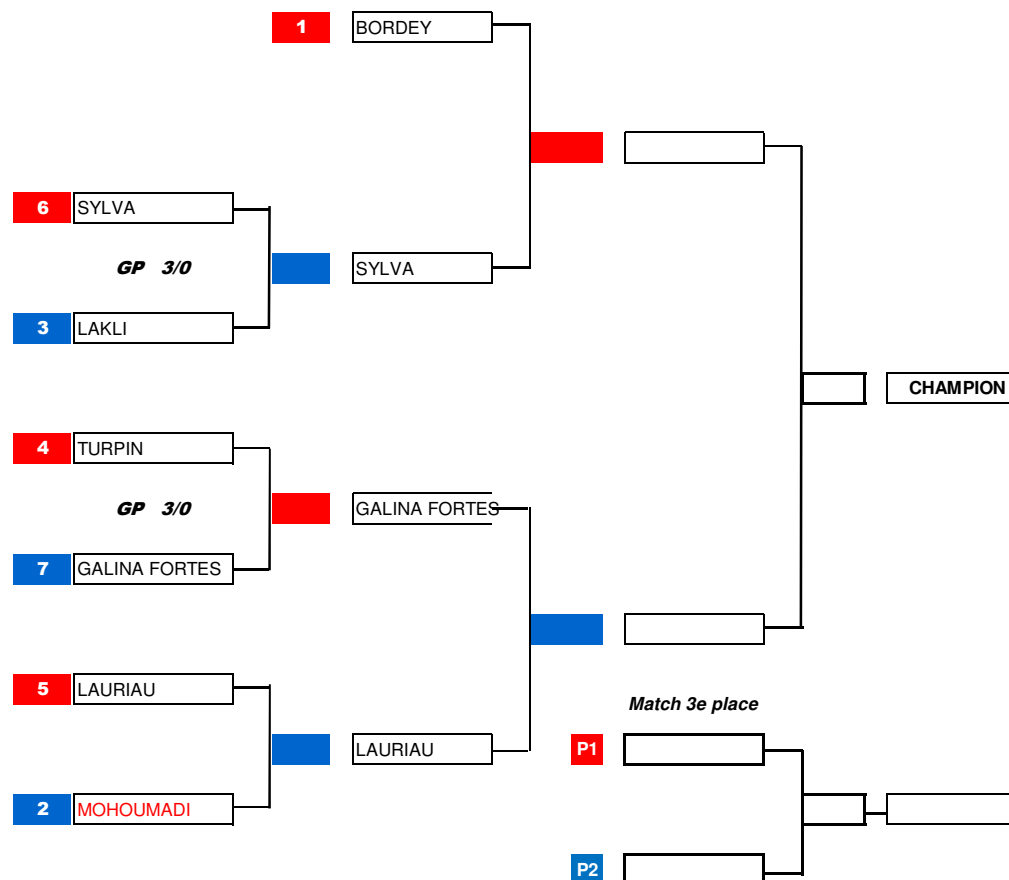 1 BORDEY
6 SYLVA
GP 3/0
SYLVA
3 LAKLI
CHAMPION
4 TURPIN
GP 3/0
GALINA FORTES
7 GALINA FORTES
5 LAURIAU
Match 3e place
LAURIAU
P1
2 MOHOUMADI
P2